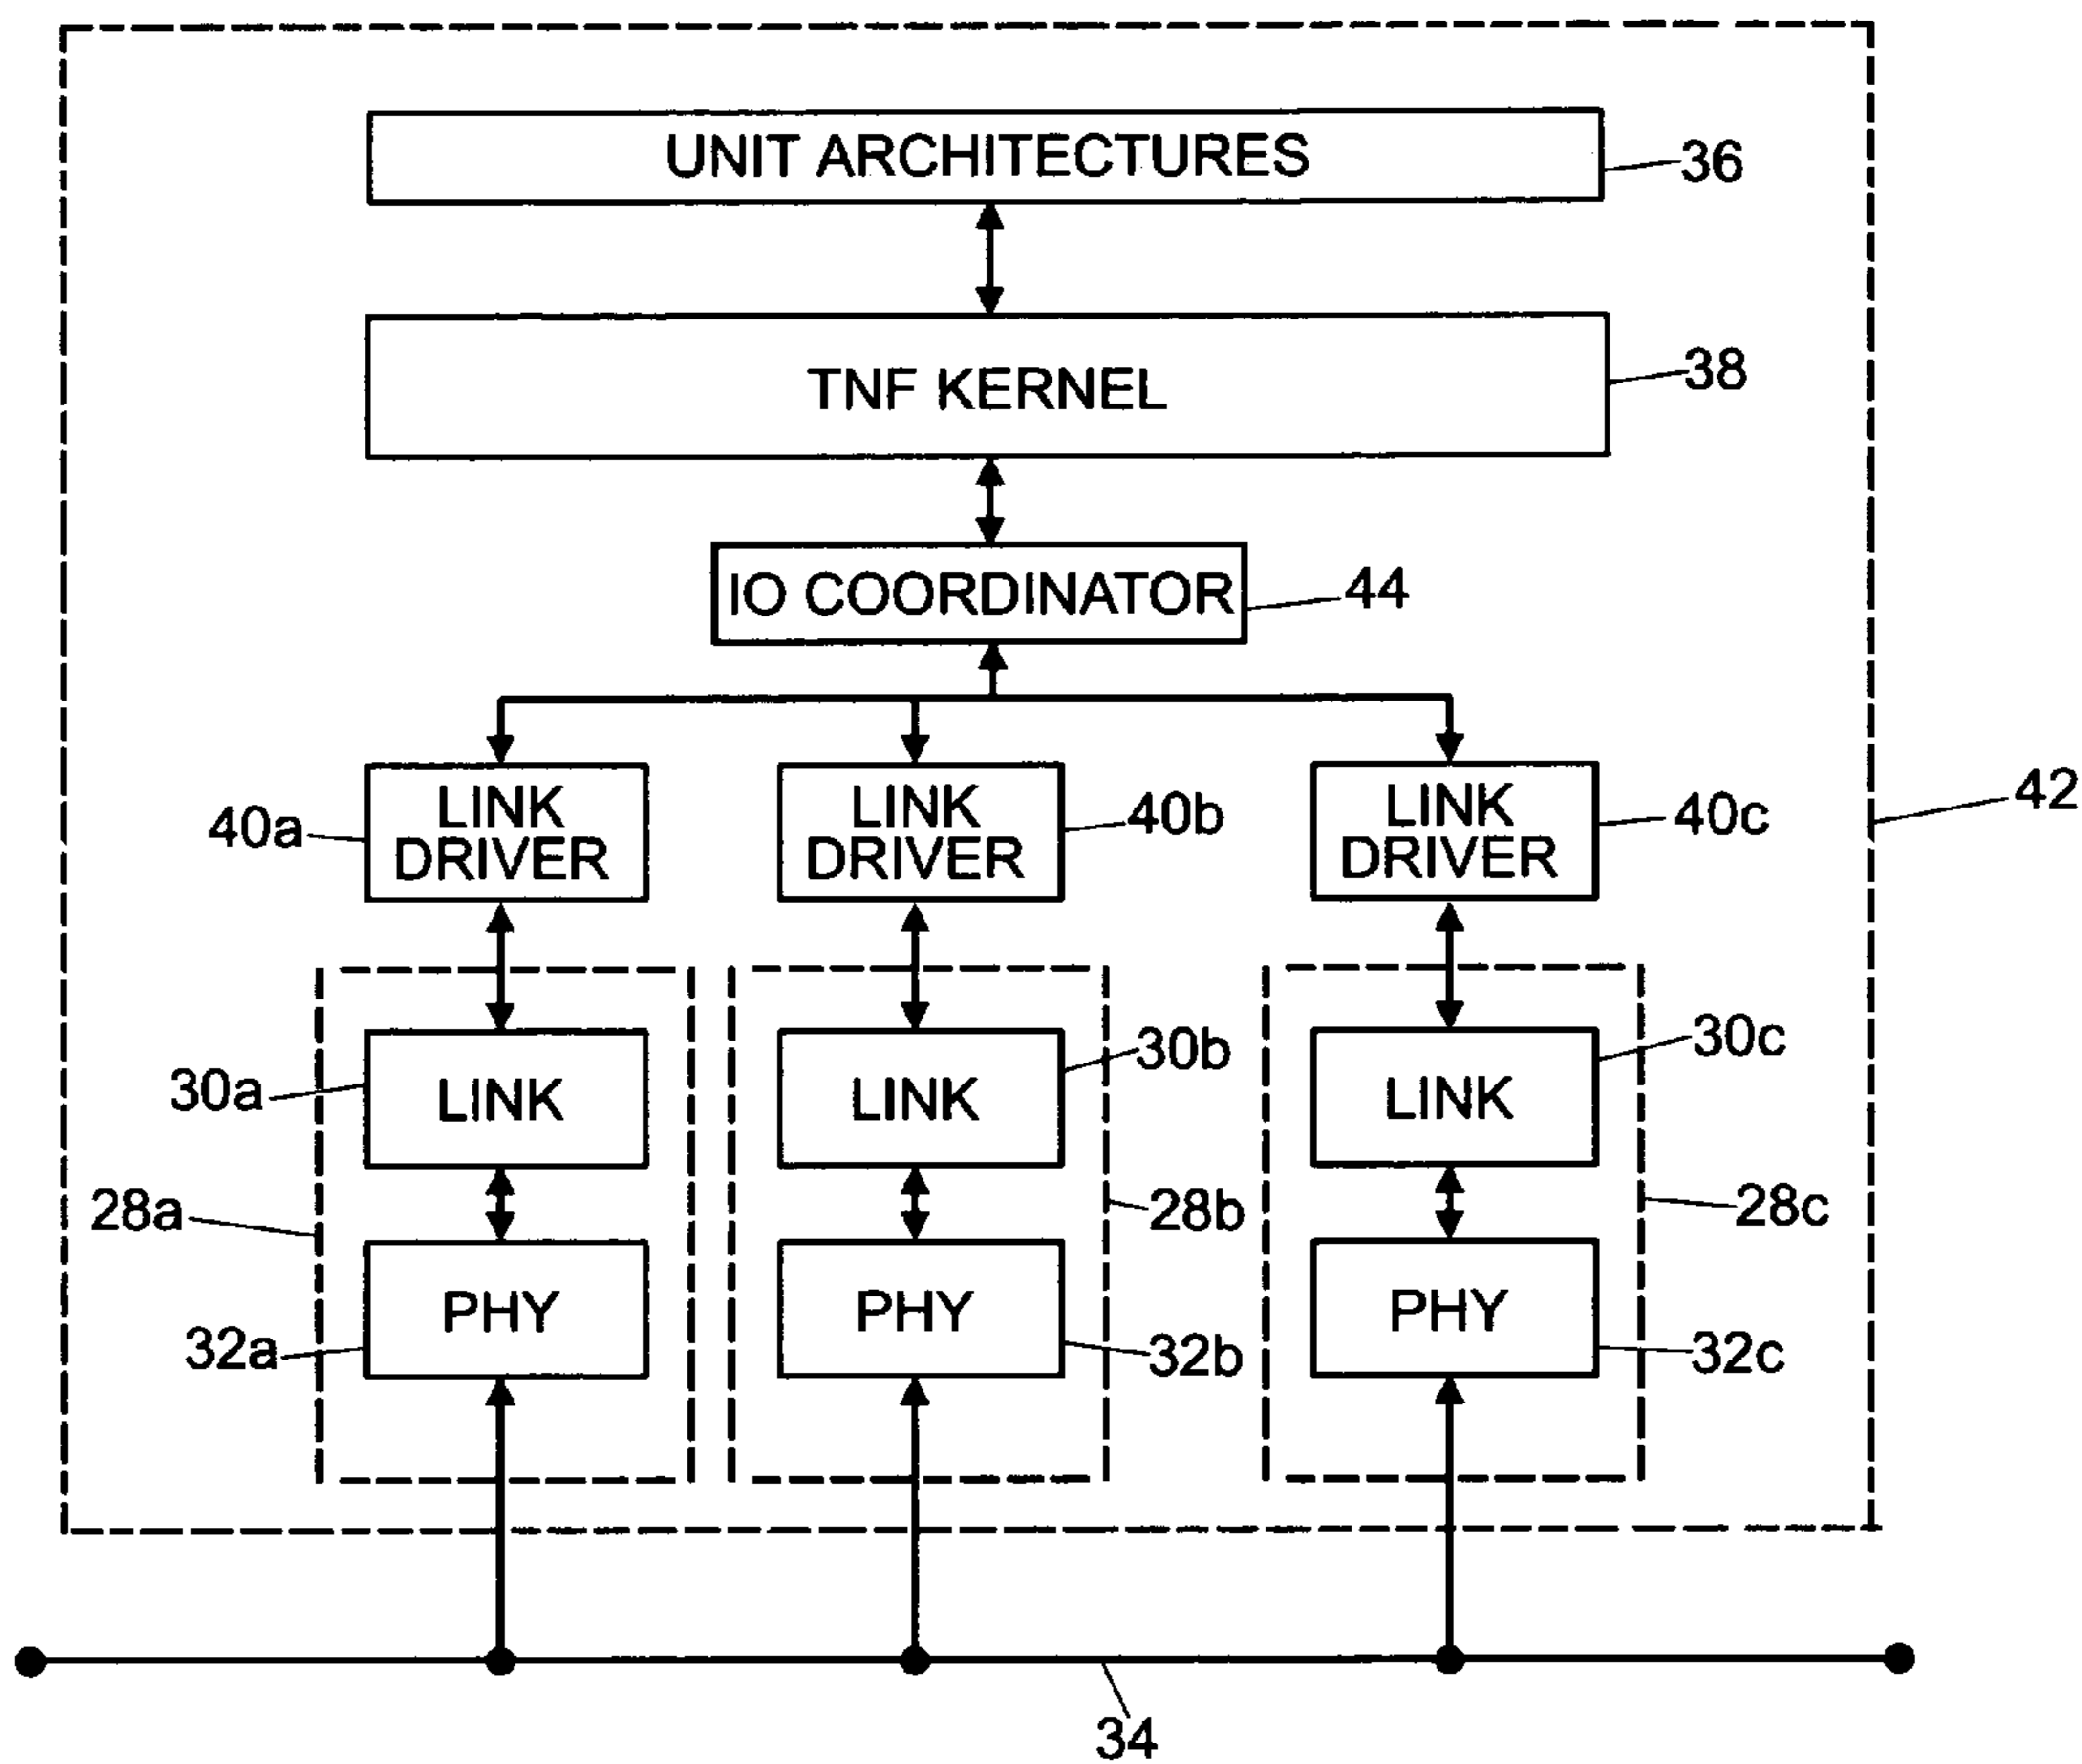 UNIT ARCHITECTURES
36
TNF KERNEL
38
IO COORDINATOR
44
LINK
DRIVER
40a
LINK
DRIVER
40b
LINK
DRIVER
40c
42
30a
LINK
30b
LINK
30c
LINK
28a
28b
28c
PHY
32a
PHY
32b
PHY
32c
34